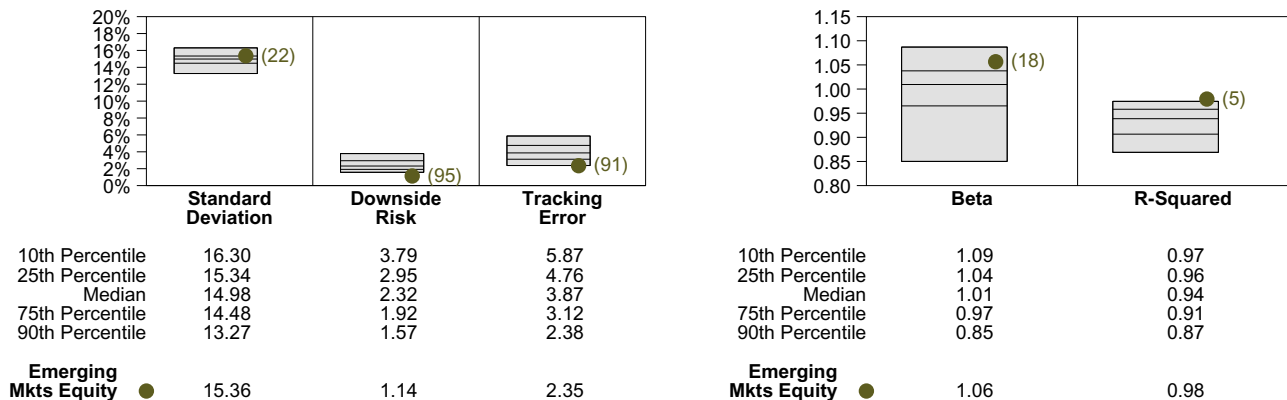 20%
18%
16%
14%
12%
10%
8%
6%
4%
2%
0%
(22)
(95)
(91)
Standard Deviation
Downside Risk
Tracking Error
10th Percentile 16.30 3.79 5.87
25th Percentile 15.34 2.95 4.76
Median 14.98 2.32 3.87
75th Percentile 14.48 1.92 3.12
90th Percentile 13.27 1.57 2.38
Emerging
Mkts Equity 15.36 1.14 2.35
1.15
1.10
1.05
1.00
0.95
0.90
0.85
0.80
(18)
(5)
Beta R-Squared
10th Percentile 1.09 0.97
25th Percentile 1.04 0.96
Median 1.01 0.94
75th Percentile 0.97 0.91
90th Percentile 0.85 0.87
Emerging
Mkts Equity 1.06 0.98